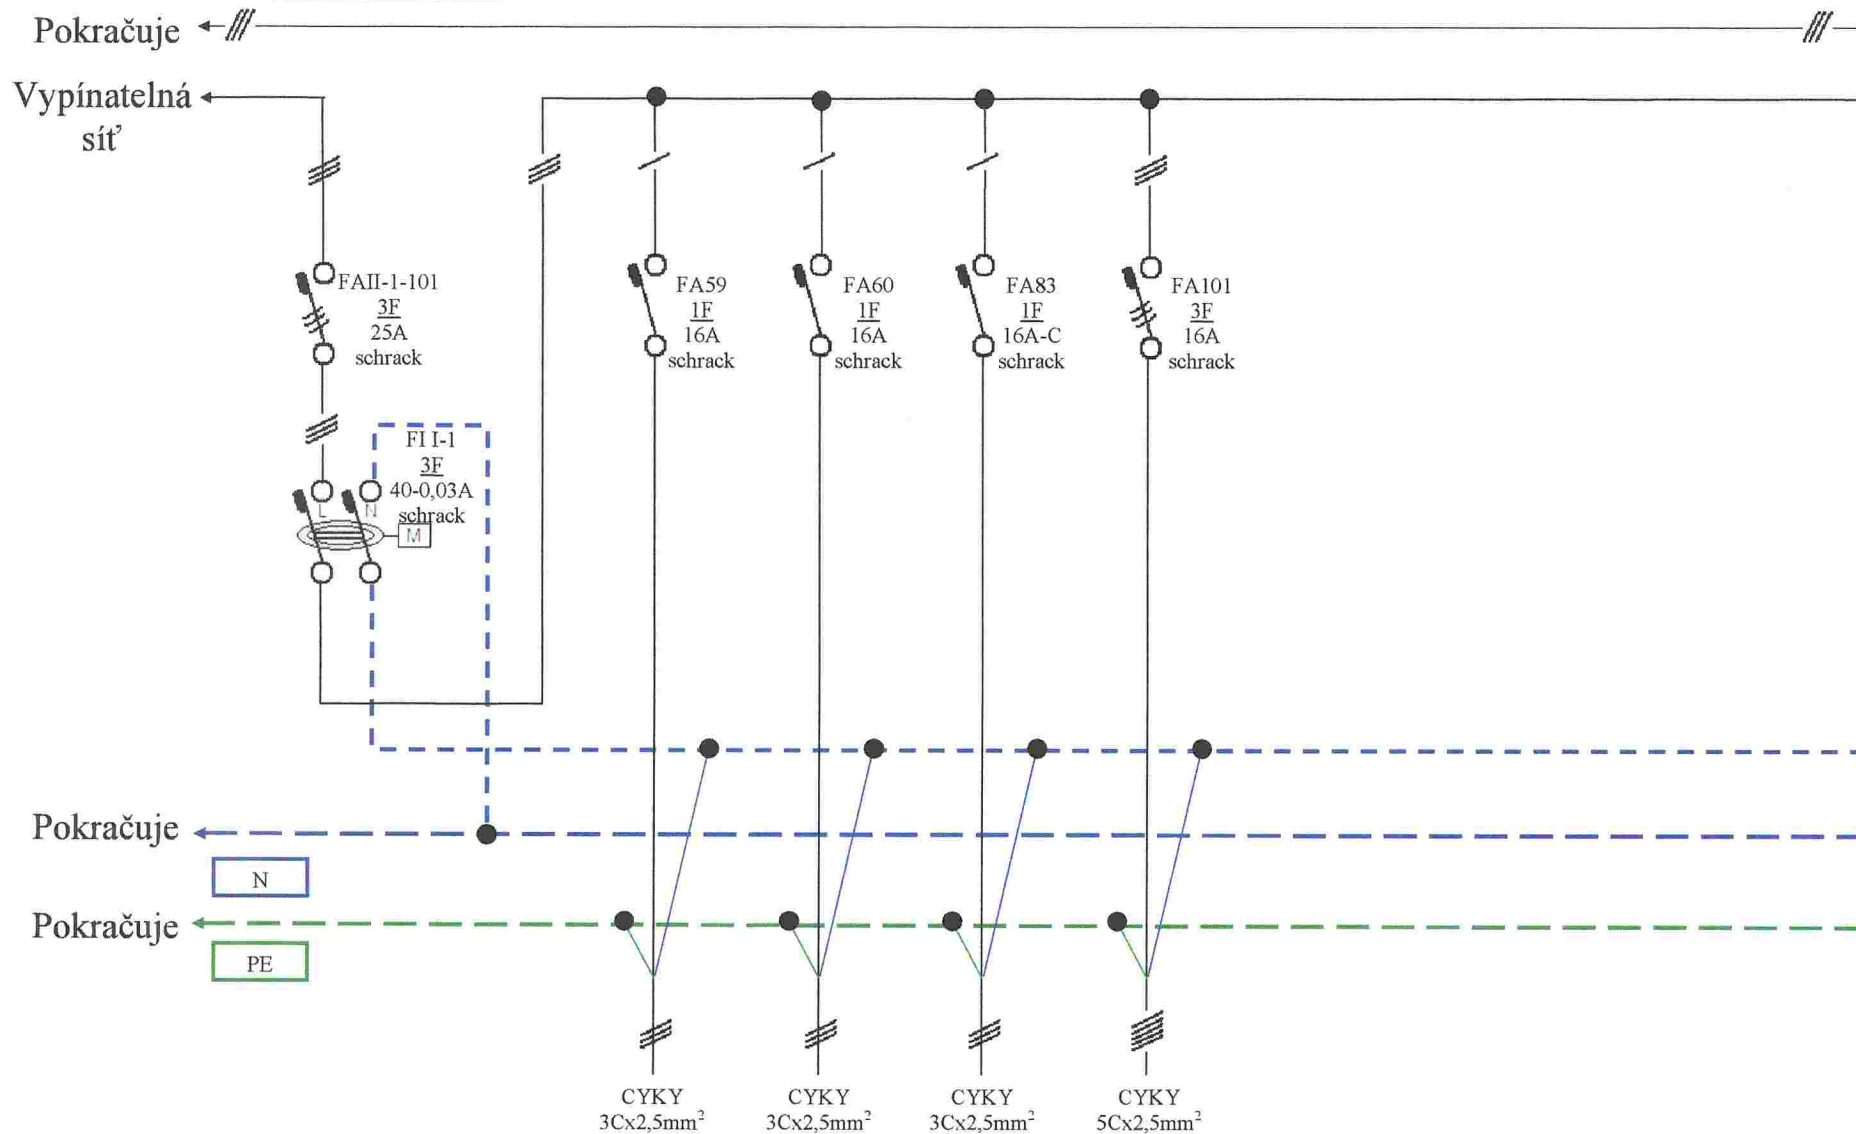 Pokračuje
Vypínatelná
síť
FAII-1-101
3F
25A
schrack
FA59
1F
16A
schrack
FA60
1F
16A
schrack
FA83
1F
16A-C
schrack
FA101
3F
16A
schrack
FI I-1
3F
40-0,03A
schrack
L
N
M
Pokračuje
N
Pokračuje
PE
CYKY
3Cx2,5mm²
CYKY
3Cx2,5mm²
CYKY
3Cx2,5mm²
CYKY
5Cx2,5mm²